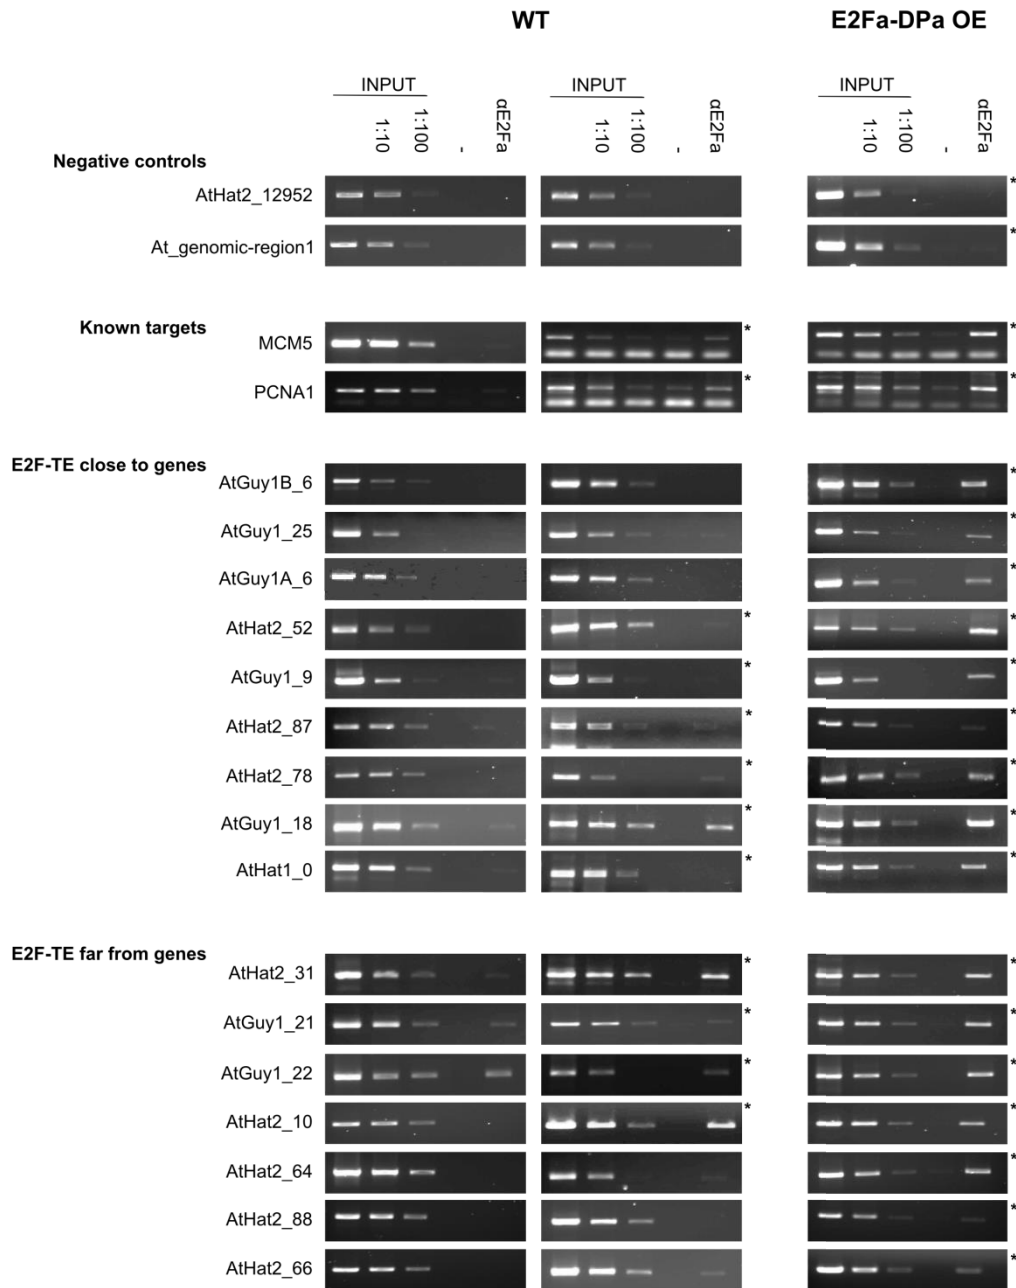 WT E2Fa-DPa OE
INPUT INPUT INPUT
1:10 1:100 - αE2Fa 1:10 1:100 - αE2Fa 1:10 1:100 - αE2Fa
Negative controls
AtHat2_12952 *
At_genomic-region1 *
Known targets
MCM5 * *
PCNA1 * *
E2F-TE close to genes
AtGuy1B_6 *
AtGuy1_25 *
AtGuy1A_6 *
AtHat2_52 * *
AtGuy1_9 * *
AtHat2_87 * *
AtHat2_78 * *
AtGuy1_18 * *
AtHat1_0 * *
E2F-TE far from genes
AtHat2_31 * *
AtGuy1_21 * *
AtGuy1_22 * *
AtHat2_10 * *
AtHat2_64 *
AtHat2_88 *
AtHat2_66 *